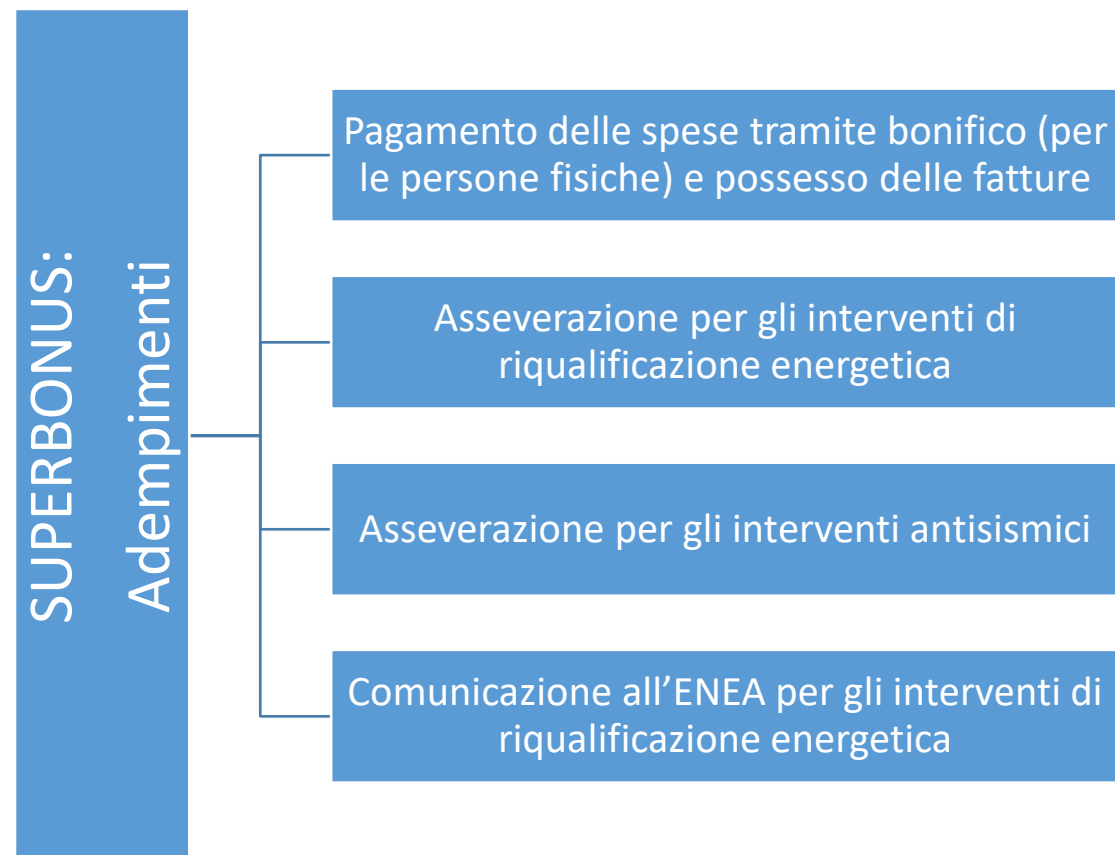 SUPERBONUS:
Adempimenti
Pagamento delle spese tramite bonifico (per
le persone fisiche) e possesso delle fatture
Asseverazione per gli interventi di
riqualificazione energetica
Asseverazione per gli interventi antisismici
Comunicazione all’ENEA per gli interventi di
riqualificazione energetica